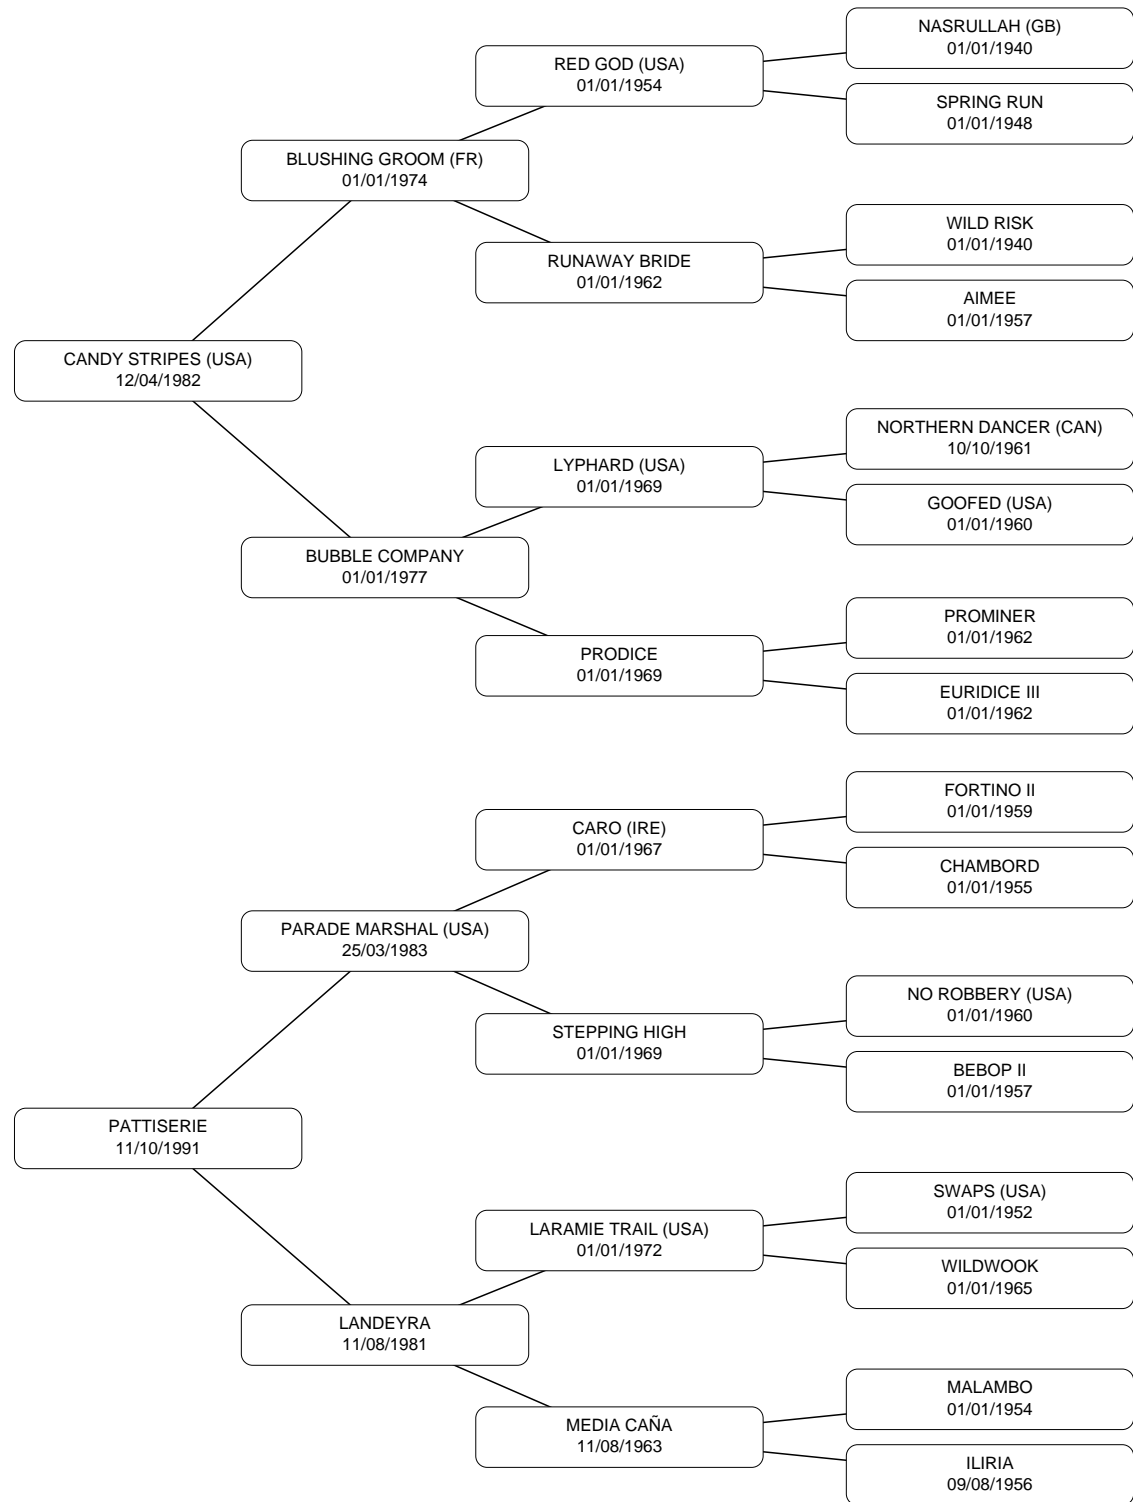 NASRULLAH (GB)
01/01/1940
RED GOD (USA)
01/01/1954
SPRING RUN
01/01/1948
BLUSHING GROOM (FR)
01/01/1974
WILD RISK
01/01/1940
RUNAWAY BRIDE
01/01/1962
AIMEE
01/01/1957
CANDY STRIPES (USA)
12/04/1982
NORTHERN DANCER (CAN)
10/10/1961
LYPHARD (USA)
01/01/1969
GOOFED (USA)
01/01/1960
BUBBLE COMPANY
01/01/1977
PROMINER
01/01/1962
PRODICE
01/01/1969
EURIDICE III
01/01/1962
FORTINO II
01/01/1959
CARO (IRE)
01/01/1967
CHAMBORD
01/01/1955
PARADE MARSHAL (USA)
25/03/1983
NO ROBBERY (USA)
01/01/1960
STEPPING HIGH
01/01/1969
BEBOP II
01/01/1957
PATTISERIE
11/10/1991
SWAPS (USA)
01/01/1952
LARAMIE TRAIL (USA)
01/01/1972
WILDWOOK
01/01/1965
LANDEYRA
11/08/1981
MALAMBO
01/01/1954
MEDIA CAÑA
11/08/1963
ILIRIA
09/08/1956